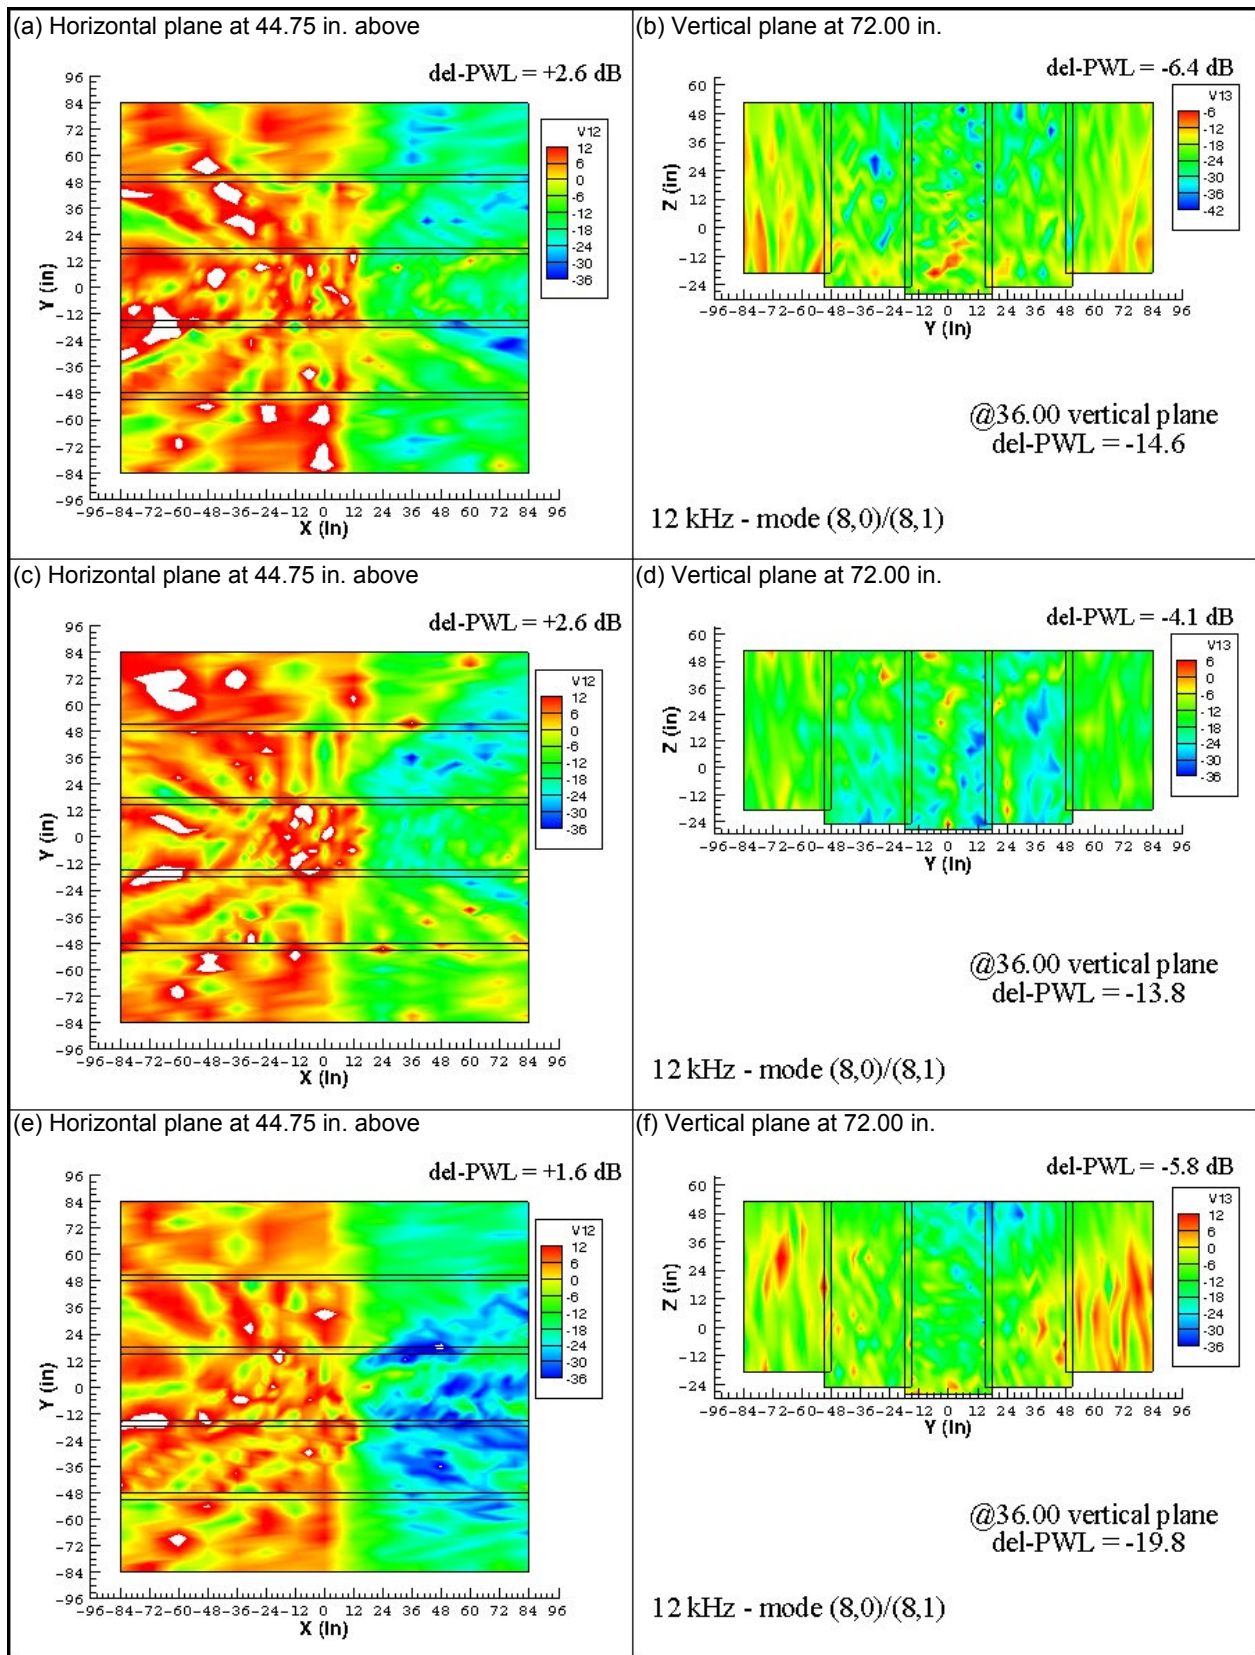 (a) Horizontal plane at 44.75 in. above
del-PWL = +2.6 dB
96
84
72
60
48
36
24
12
0
-12
-24
-36
-48
-60
-72
-84
-96
Y (in)
-96-84-72-60-48-36-24-12 0 12 24 36 48 60 72 84 96
X (In)
V12
12
6
0
-6
-12
-18
-24
-30
-36
(b) Vertical plane at 72.00 in.
del-PWL = -6.4 dB
60
48
36
24
12
0
-12
-24
Z (in)
-96-84-72-60-48-36-24-12 0 12 24 36 48 60 72 84 96
Y (In)
V13
-6
-12
-18
-24
-30
-36
-42
@36.00 vertical plane
del-PWL = -14.6
12 kHz - mode (8,0)/(8,1)
(c) Horizontal plane at 44.75 in. above
del-PWL = +2.6 dB
96
84
72
60
48
36
24
12
0
-12
-24
-36
-48
-60
-72
-84
-96
Y (in)
-96-84-72-60-48-36-24-12 0 12 24 36 48 60 72 84 96
X (In)
V12
12
6
0
-6
-12
-18
-24
-30
-36
(d) Vertical plane at 72.00 in.
del-PWL = -4.1 dB
60
48
36
24
12
0
-12
-24
Z (in)
-96-84-72-60-48-36-24-12 0 12 24 36 48 60 72 84 96
Y (In)
V13
6
0
-6
-12
-18
-24
-30
-36
@36.00 vertical plane
del-PWL = -13.8
12 kHz - mode (8,0)/(8,1)
(e) Horizontal plane at 44.75 in. above
del-PWL = +1.6 dB
96
84
72
60
48
36
24
12
0
-12
-24
-36
-48
-60
-72
-84
-96
Y (in)
-96-84-72-60-48-36-24-12 0 12 24 36 48 60 72 84 96
X (In)
V12
12
6
0
-6
-12
-18
-24
-30
-36
(f) Vertical plane at 72.00 in.
del-PWL = -5.8 dB
60
48
36
24
12
0
-12
-24
Z (in)
-96-84-72-60-48-36-24-12 0 12 24 36 48 60 72 84 96
Y (In)
V13
12
6
0
-6
-12
-18
-24
-30
-36
@36.00 vertical plane
del-PWL = -19.8
12 kHz - mode (8,0)/(8,1)